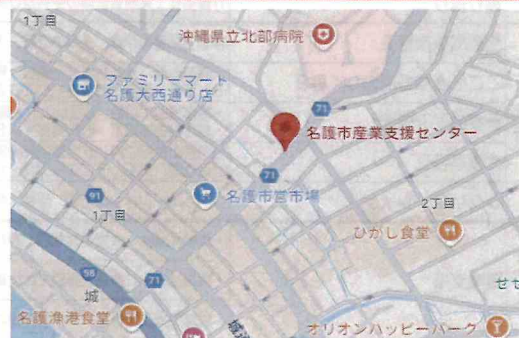 1丁目
沖縄県立北部病院
ファミリーマート
名護大西通り店
71
名護市産業支援センター
71
名護市営市場
91
1丁目
2丁目
ひがし食堂
58
城
71
名護漁港食堂
オリオンハッピーパーク